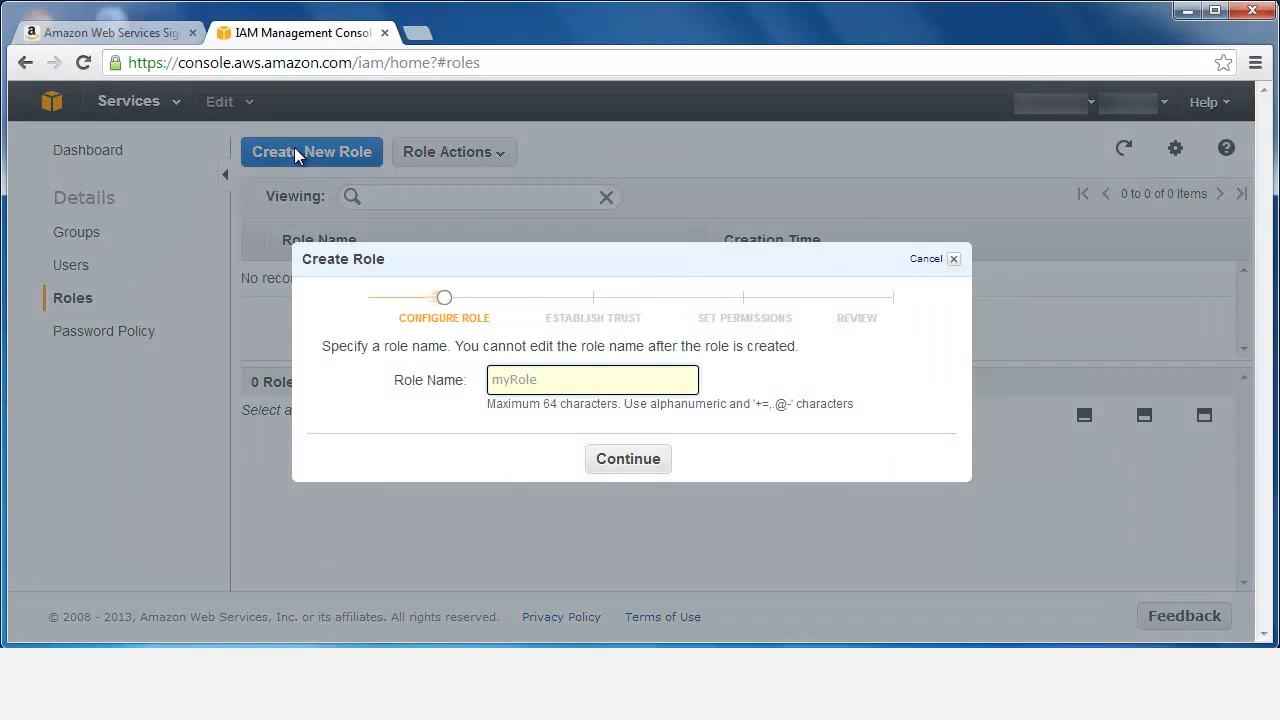 Amazon Web Services Sig
IAM Management Consol
https://console.aws.amazon.com/iam/home?#roles
Services Edit Help
Dashboard
Details
Groups
Users
Roles
Password Policy
Create New Role Role Actions
Viewing: 0 to 0 of 0 Items
Role Name Creation Time
No recor
Create Role Cancel
CONFIGURE ROLE ESTABLISH TRUST SET PERMISSIONS REVIEW
Specify a role name. You cannot edit the role name after the role is created.
Role Name: myRole
Maximum 64 characters. Use alphanumeric and '+=,.@-' characters
Continue
0 Role
Select a
© 2008 - 2013, Amazon Web Services, Inc. or its affiliates. All rights reserved. Privacy Policy Terms of Use Feedback